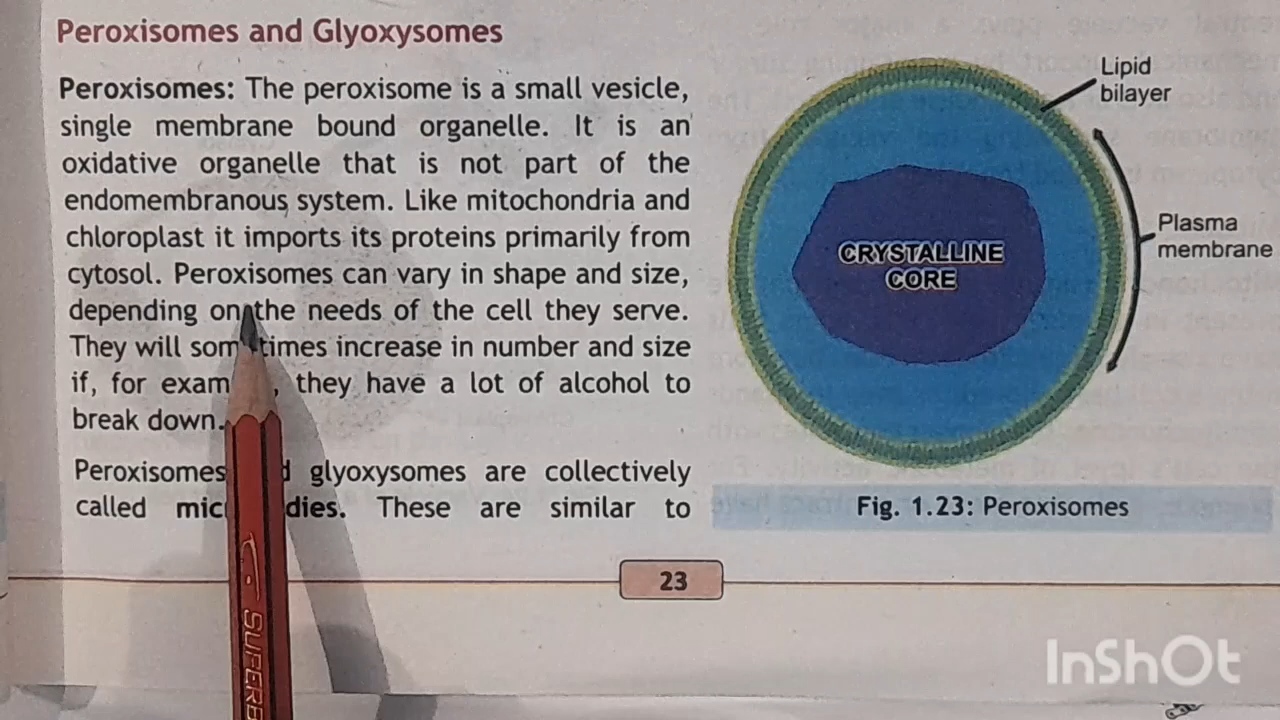 Peroxisomes and Glyoxysomes
Peroxisomes: The peroxisome is a small vesicle,
single membrane bound organelle. It is an
oxidative organelle that is not part of the
endomembranous system. Like mitochondria and
chloroplast it imports its proteins primarily from
cytosol. Peroxisomes can vary in shape and size,
depending on the needs of the cell they serve.
They will sometimes increase in number and size
if, for exam , they have a lot of alcohol to
break down.
Peroxisomes glyoxysomes are collectively
called dies. These are similar to
Lipid
bilayer
Plasma
membrane
CRYSTALLINE
CORE
Fig. 1.23: Peroxisomes
23
SUPERB
InShOt